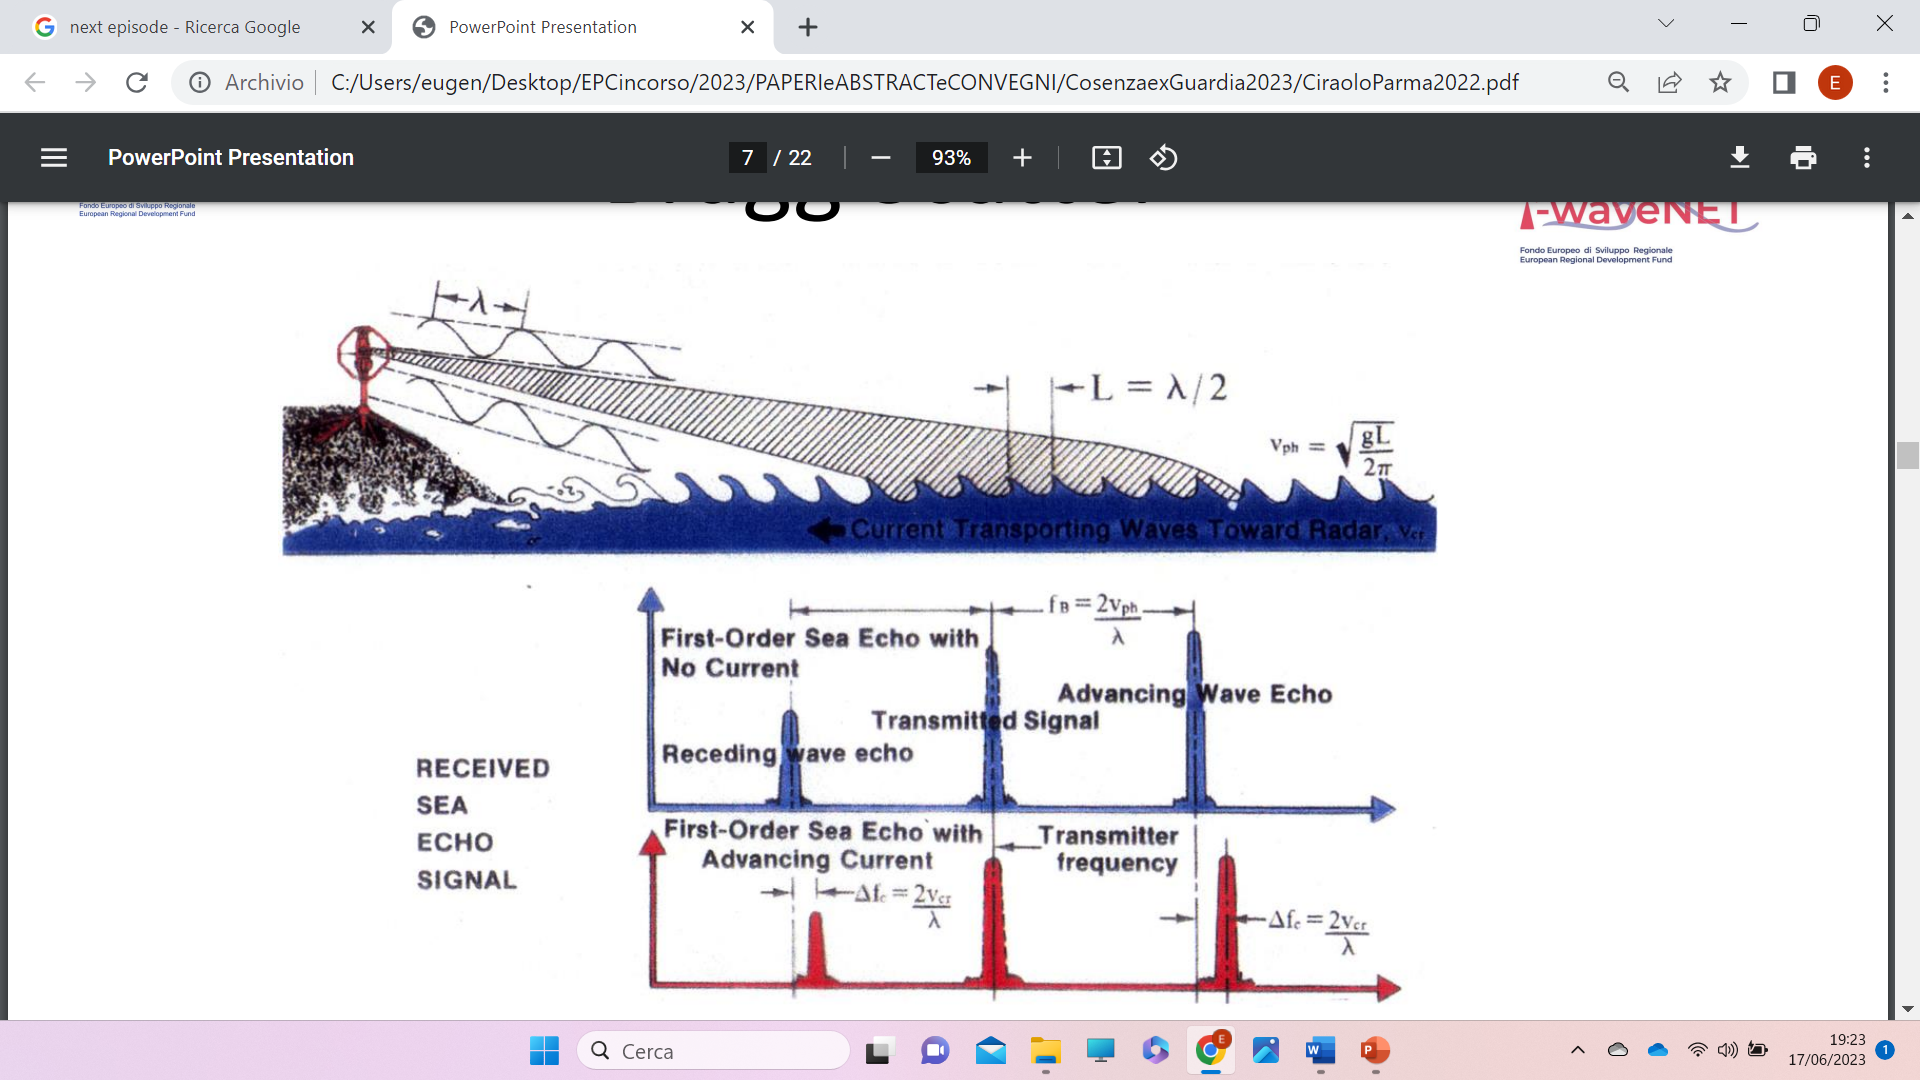 next episode - Ricerca Google
PowerPoint Presentation
Archivio
C:/Users/eugen/Desktop/EPCincorso/2023/PAPERIeABSTRACTeCONVEGNI/CosenzaexGuardia2023/CiraoloParma2022.pdf
E
PowerPoint Presentation
7 / 22
93%
Fondo Europeo di Sviluppo Regionale
European Regional Development Fund
i-waveNET
Fondo Europeo di Sviluppo Regionale
European Regional Development Fund
λ
L = λ/2
Vph = √gL/2π
Current Transporting Waves Toward Radar, Vcr
fB = 2Vph/λ
First-Order Sea Echo with
No Current
Advancing Wave Echo
Transmitted Signal
Receding wave echo
RECEIVED
SEA
ECHO
SIGNAL
First-Order Sea Echo with
Advancing Current
Transmitter
frequency
Δfc = 2Vcr/λ
Δfc = 2Vcr/λ
Cerca
E
19:23
17/06/2023
1